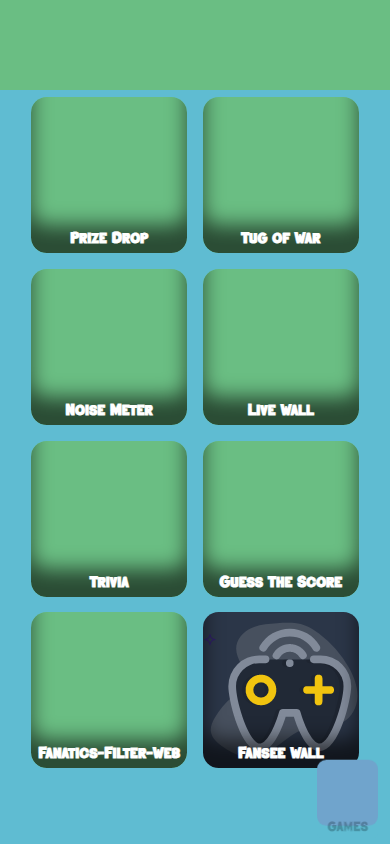 Prize Drop
Tug of War
Noise Meter
Live Wall
Trivia
Guess The Score
Fanatics-Filter-Web
Fansee Wall
GAMES